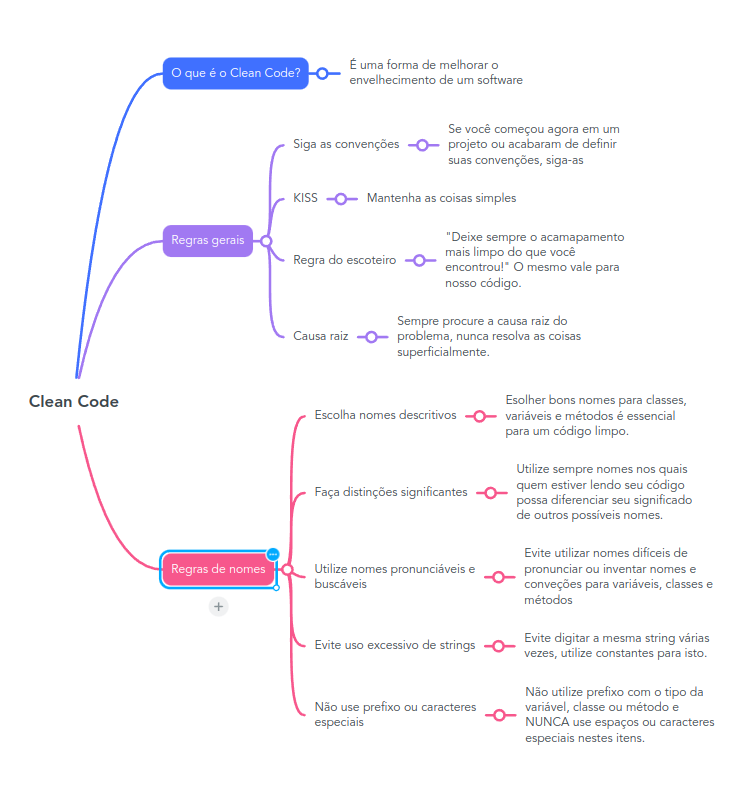 O que é o Clean Code?
É uma forma de melhorar o
envelhecimento de um software
Regras gerais
Siga as convenções
Se você começou agora em um
projeto ou acabaram de definir
suas convenções, siga-as
KISS
Mantenha as coisas simples
Regra do escoteiro
"Deixe sempre o acamapamento
mais limpo do que você
encontrou!" O mesmo vale para
nosso código.
Causa raiz
Sempre procure a causa raiz do
problema, nunca resolva as coisas
superficialmente.
Clean Code
Regras de nomes
Escolha nomes descritivos
Esolher bons nomes para classes,
variáveis e métodos é essencial
para um código limpo.
Faça distinções significantes
Utilize sempre nomes nos quais
quem estiver lendo seu código
possa diferenciar seu significado
de outros possíveis nomes.
Utilize nomes pronunciáveis e
buscáveis
Evite utilizar nomes difíceis de
pronunciar ou inventar nomes e
conveções para variáveis, classes e
métodos
Evite uso excessivo de strings
Evite digitar a mesma string várias
vezes, utilize constantes para isto.
Não use prefixo ou caracteres
especiais
Não utilize prefixo com o tipo da
variável, classe ou método e
NUNCA use espaços ou caracteres
especiais nestes itens.